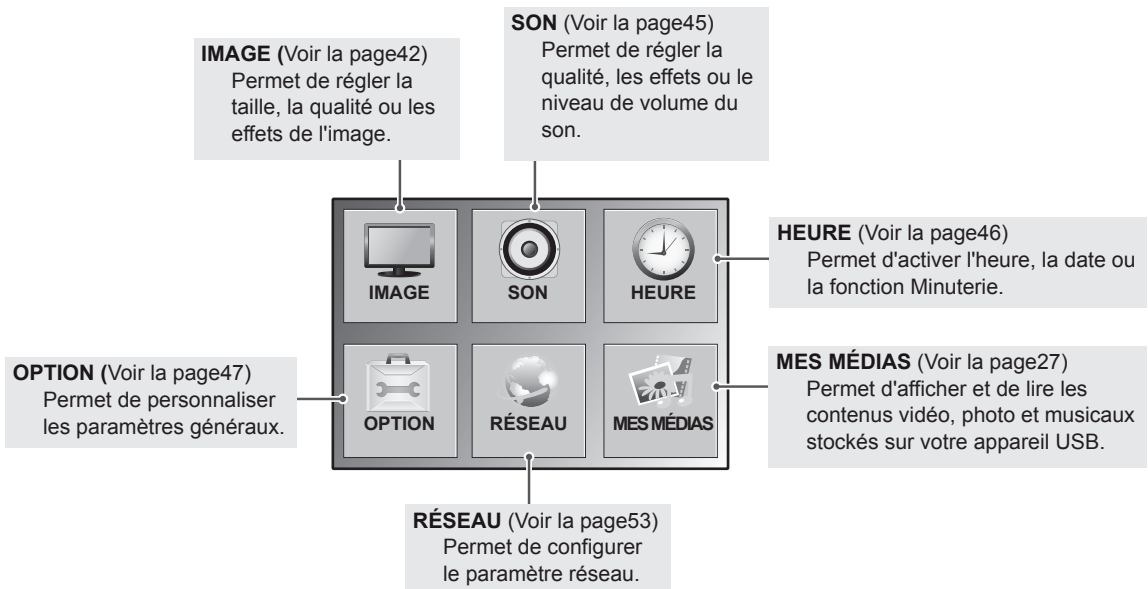 SON (Voir la page45)
Permet de régler la
qualité, les effets ou le
niveau de volume du
son.
IMAGE (Voir la page42)
Permet de régler la
taille, la qualité ou les
effets de l'image.
HEURE (Voir la page46)
Permet d'activer l'heure, la date ou
la fonction Minuterie.
IMAGE
SON
HEURE
OPTION (Voir la page47)
Permet de personnaliser
les paramètres généraux.
OPTION
RÉSEAU
MES MÉDIAS
MES MÉDIAS (Voir la page27)
Permet d'afficher et de lire les
contenus vidéo, photo et musicaux
stockés sur votre appareil USB.
RÉSEAU (Voir la page53)
Permet de configurer
le paramètre réseau.